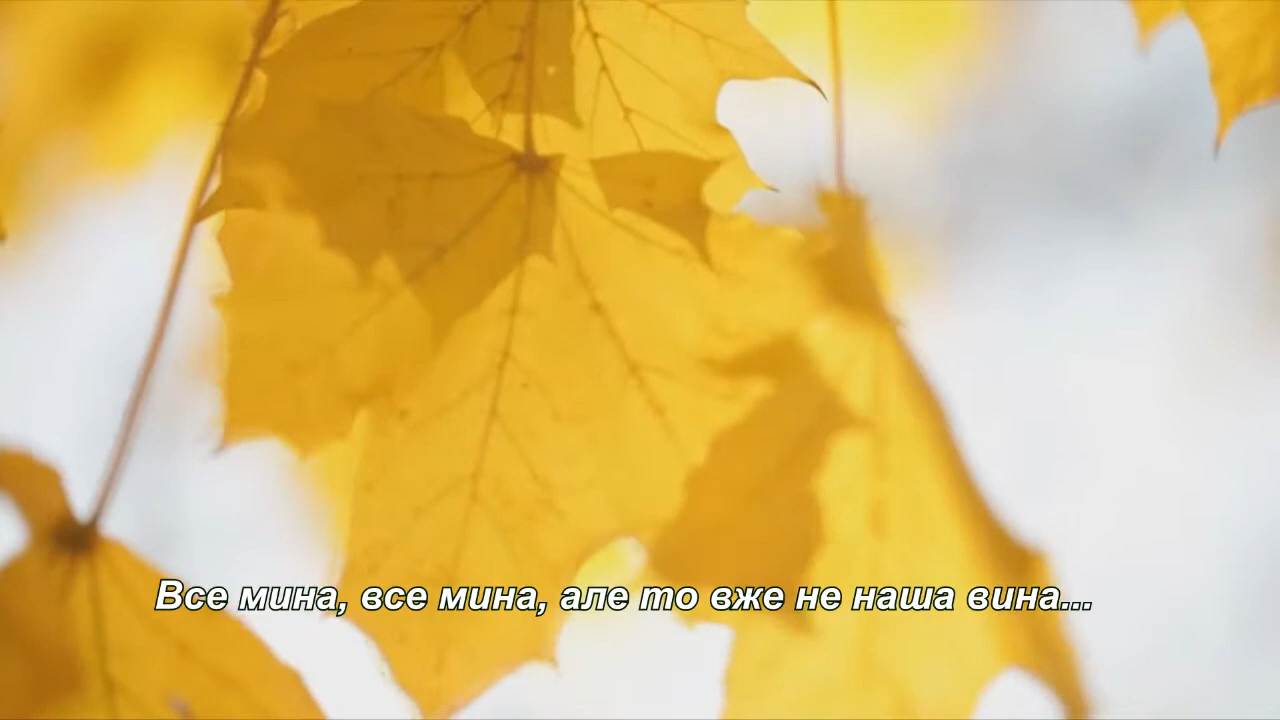 Все мина, все мина, але то вже не наша вина...